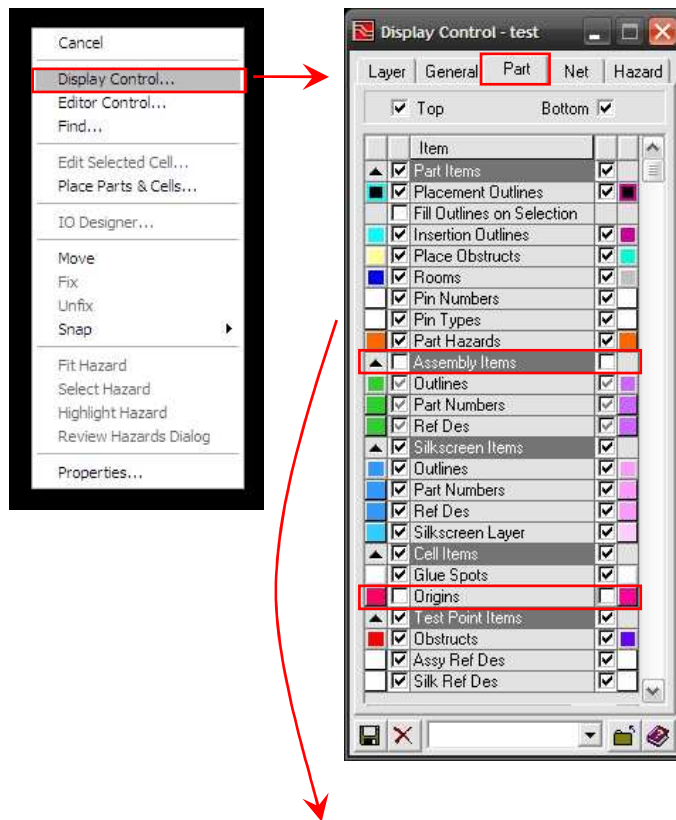 Cancel
Display Control...
Editor Control...
Find...
Edit Selected Cell...
Place Parts & Cells...
IO Designer...
Move
Fix
Unfix
Snap
Fit Hazard
Select Hazard
Highlight Hazard
Review Hazards Dialog
Properties...
Display Control - test
Layer General Part Net Hazard
Top Bottom
Item
Part Items
Placement Outlines
Fill Outlines on Selection
Insertion Outlines
Place Obstructs
Rooms
Pin Numbers
Pin Types
Part Hazards
Assembly Items
Outlines
Part Numbers
Ref Des
Silkscreen Items
Outlines
Part Numbers
Ref Des
Silkscreen Layer
Cell Items
Glue Spots
Origins
Test Point Items
Obstructs
Assy Ref Des
Silk Ref Des